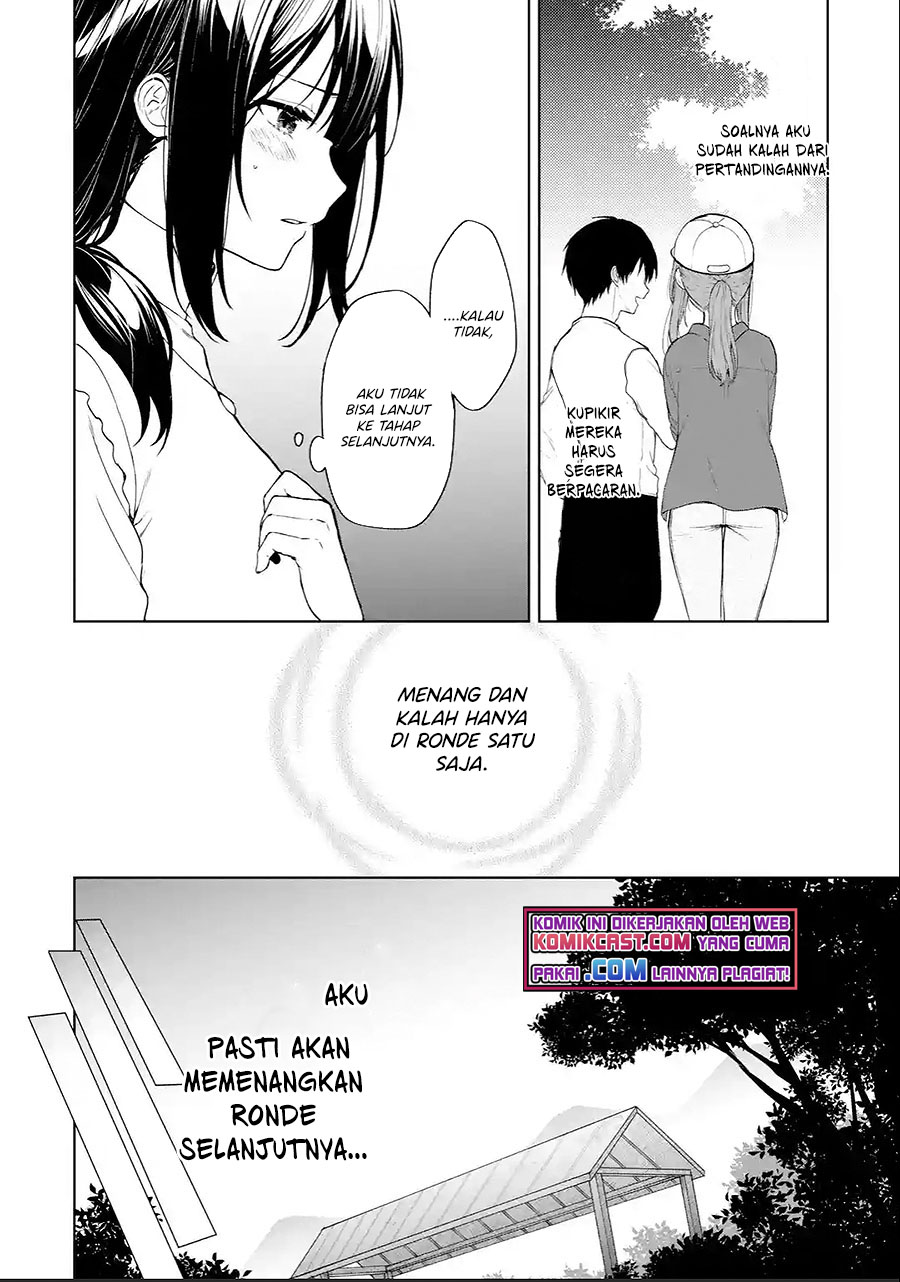 SOALNYA AKU
SUDAH KALAH DARI
PERTANDINGANNYA.
KUPIKIR
MEREKA
HARUS
SEGERA
BERPACARAN.
....KALAU
TIDAK,
AKU TIDAK
BISA LANJUT
KE TAHAP
SELANJUTNYA.
MENANG DAN
KALAH HANYA
DI RONDE SATU
SAJA.
KOMIK INI DIKERJAKAN OLEH WEB
KOMIKCAST.COM YANG CUMA
PAKAI .COM LAINNYA PLAGIAT!
AKU
PASTI AKAN
MEMENANGKAN
RONDE
SELANJUTNYA...